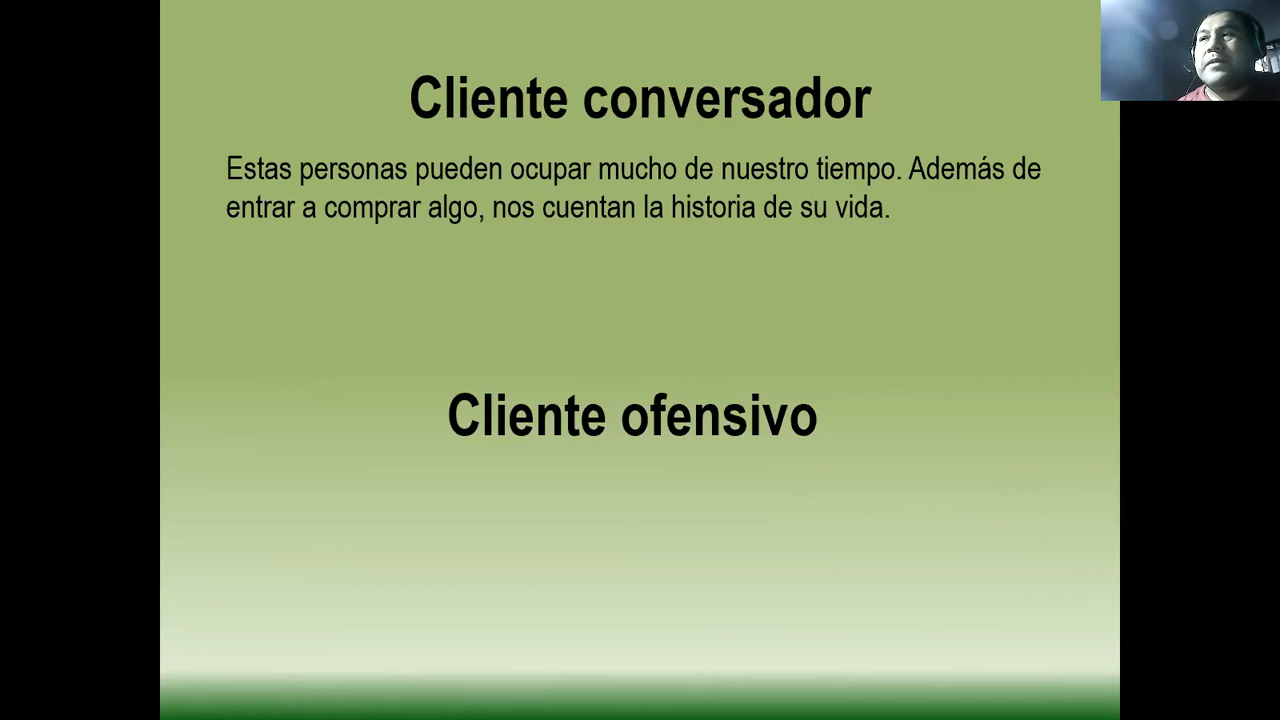 Cliente conversador
Estas personas pueden ocupar mucho de nuestro tiempo. Además de
entrar a comprar algo, nos cuentan la historia de su vida.
Cliente ofensivo